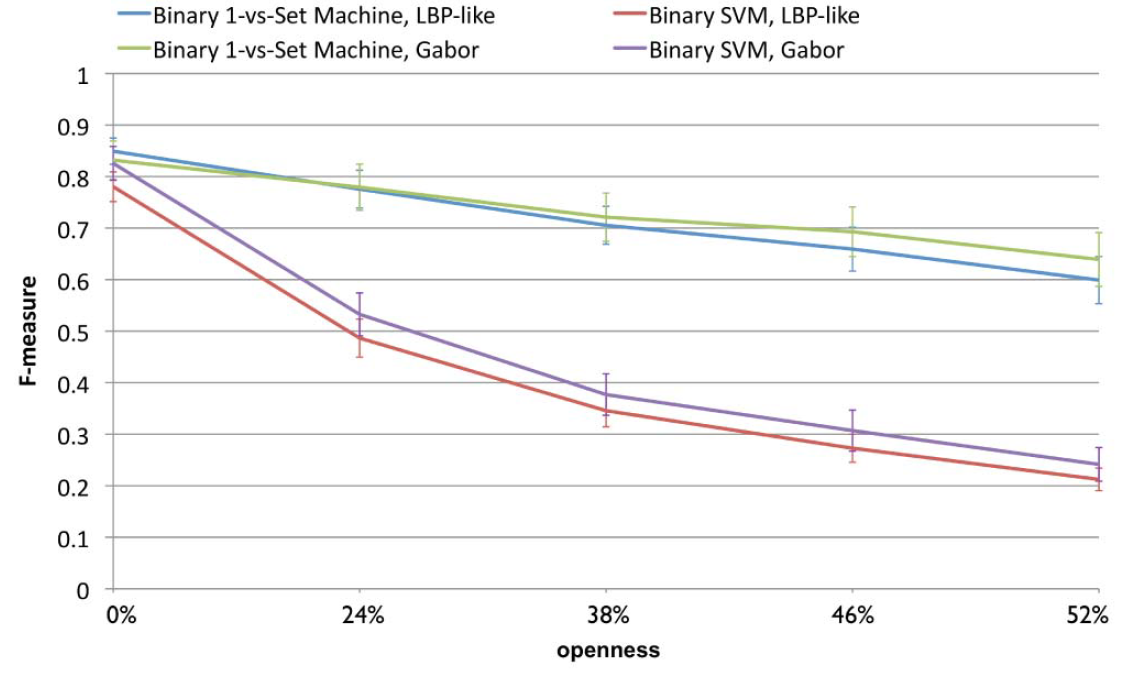 Binary 1-vs-Set Machine, LBP-like Binary SVM, LBP-like
Binary 1-vs-Set Machine, Gabor Binary SVM, Gabor
1
0.9
0.8
0.7
0.6
0.5
0.4
0.3
0.2
0.1
0
F-measure
0% 24% 38% 46% 52%
openness